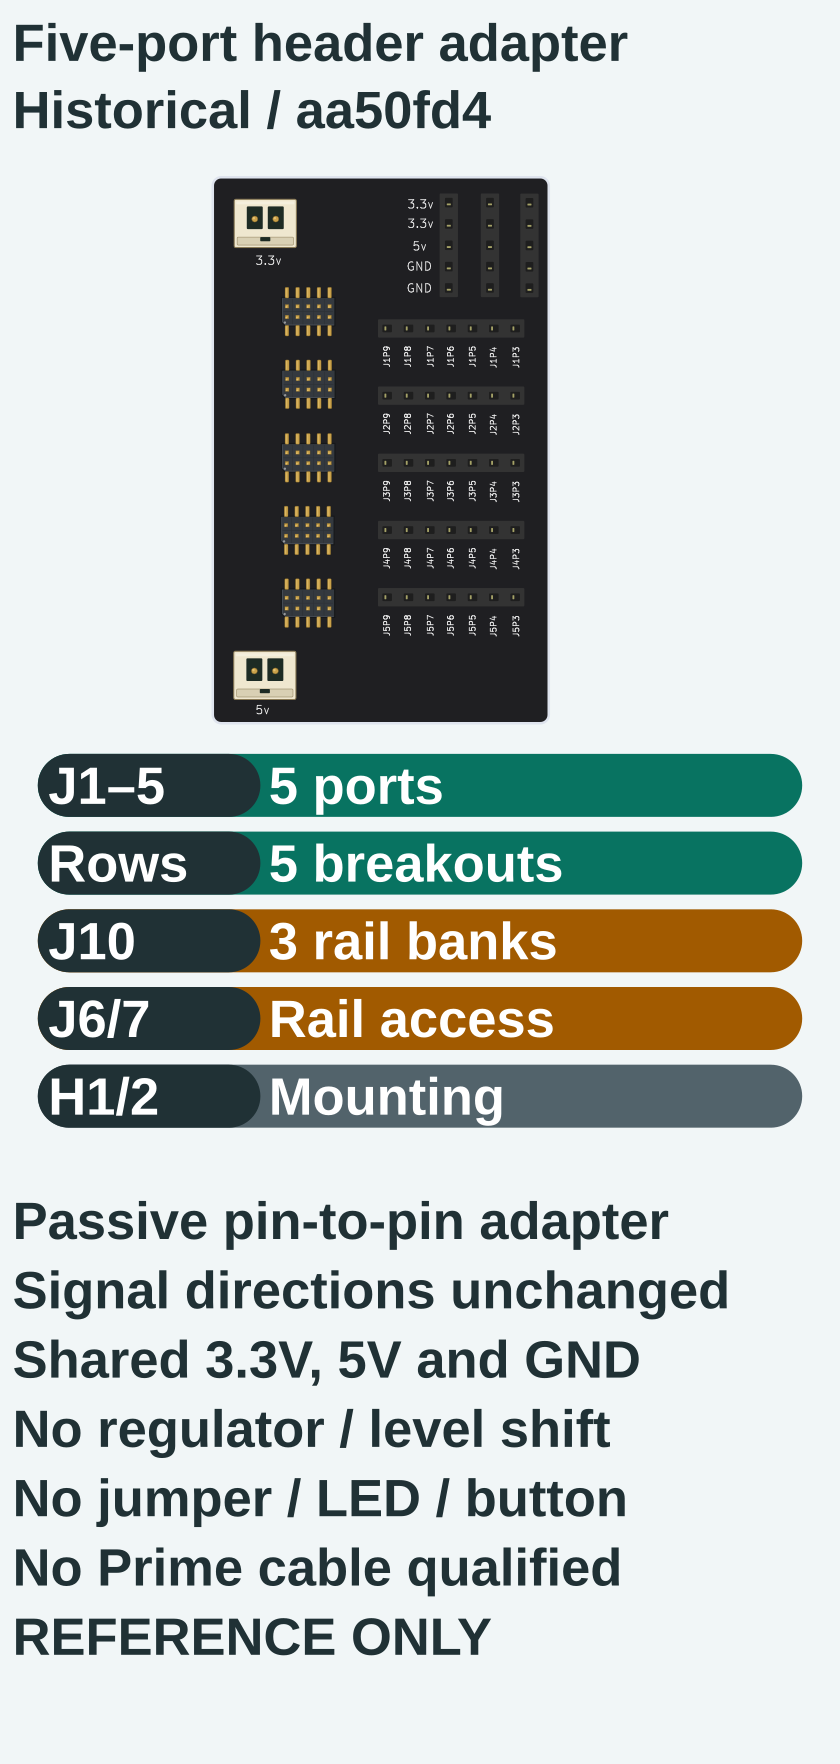 Five-port header adapter
Historical / aa50fd4
3.3v
3.3v
5v
GND
GND
3.3v
J1P9 J1P8 J1P7 J1P6 J1P5 J1P4 J1P3
J2P9 J2P8 J2P7 J2P6 J2P5 J2P4 J2P3
J3P9 J3P8 J3P7 J3P6 J3P5 J3P4 J3P3
J4P9 J4P8 J4P7 J4P6 J4P5 J4P4 J4P3
J5P9 J5P8 J5P7 J5P6 J5P5 J5P4 J5P3
5v
J1–5 5 ports
Rows 5 breakouts
J10 3 rail banks
J6/7 Rail access
H1/2 Mounting
Passive pin-to-pin adapter
Signal directions unchanged
Shared 3.3V, 5V and GND
No regulator / level shift
No jumper / LED / button
No Prime cable qualified
REFERENCE ONLY